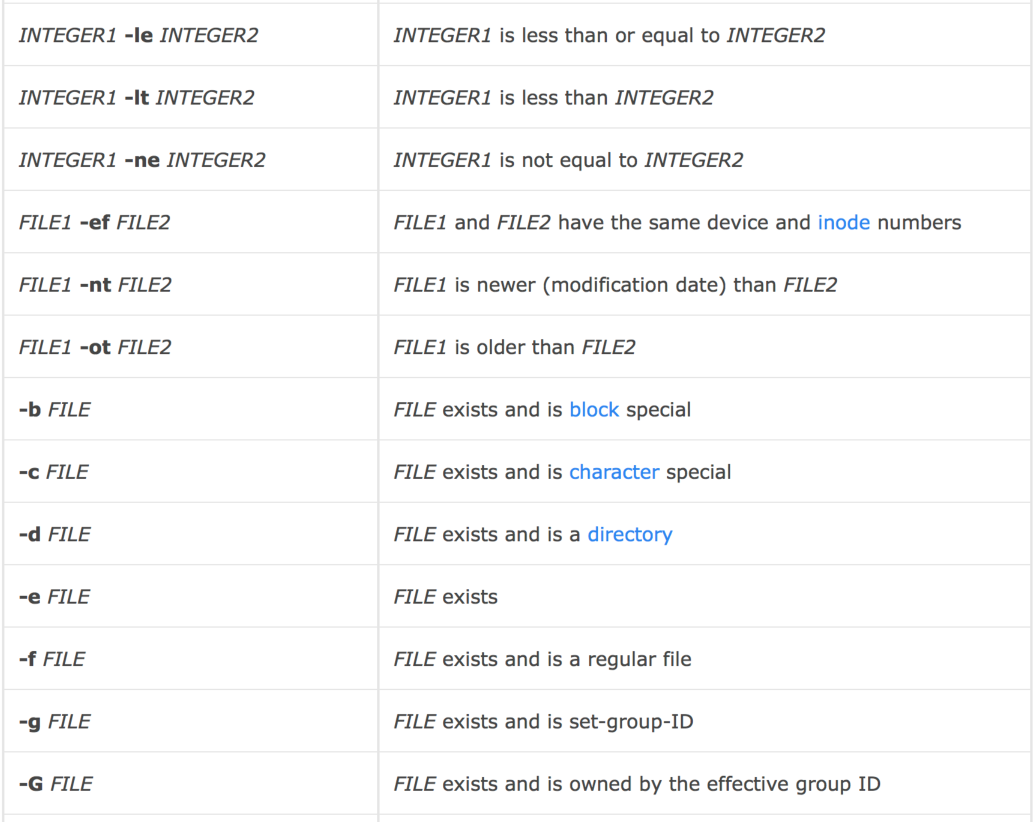 INTEGER1 -le INTEGER2 INTEGER1 is less than or equal to INTEGER2
INTEGER1 -lt INTEGER2 INTEGER1 is less than INTEGER2
INTEGER1 -ne INTEGER2 INTEGER1 is not equal to INTEGER2
FILE1 -ef FILE2 FILE1 and FILE2 have the same device and inode numbers
FILE1 -nt FILE2 FILE1 is newer (modification date) than FILE2
FILE1 -ot FILE2 FILE1 is older than FILE2
-b FILE FILE exists and is block special
-c FILE FILE exists and is character special
-d FILE FILE exists and is a directory
-e FILE FILE exists
-f FILE FILE exists and is a regular file
-g FILE FILE exists and is set-group-ID
-G FILE FILE exists and is owned by the effective group ID